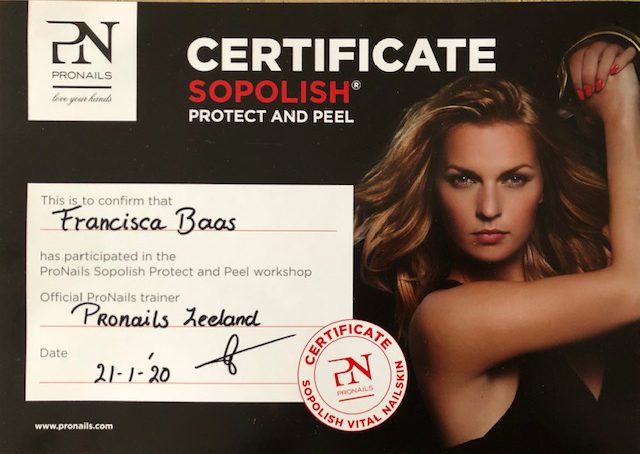 PN
PRONAILS
love your hands
CERTIFICATE
SOPOLISH®
PROTECT AND PEEL
This is to confirm that
Francisca Baas
has participated in the
ProNails Sopolish Protect and Peel workshop
Official ProNails trainer
Pronails Zeeland
Date
21-1-'20
CERTIFICATE
PN
PRONAILS
SOPOLISH VITAL NAILSKIN
www.pronails.com